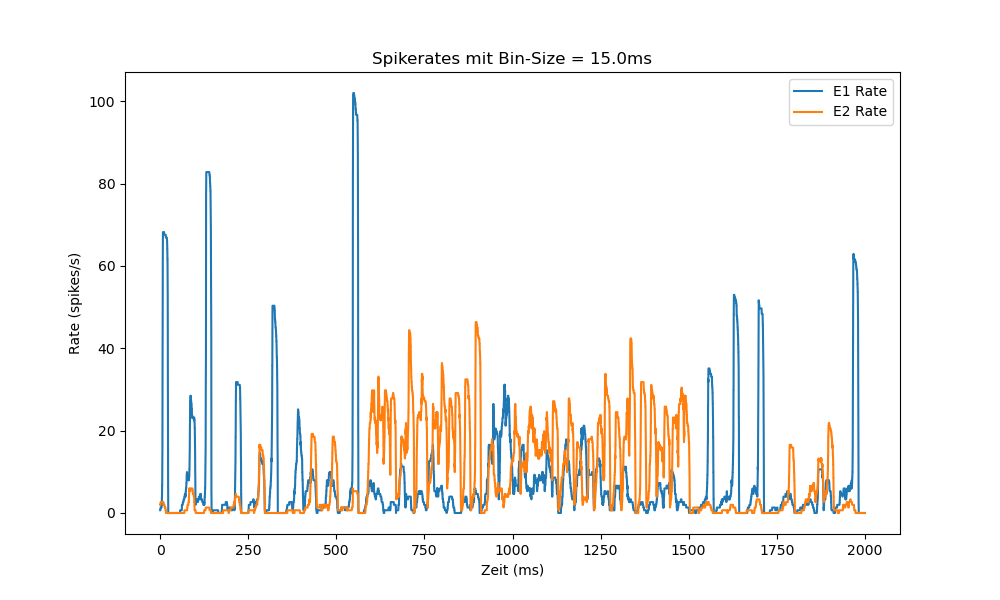 Spikerates mit Bin-Size = 15.0ms
E1 Rate
E2 Rate
100
80
60
40
20
0
Rate (spikes/s)
0 250 500 750 1000 1250 1500 1750 2000
Zeit (ms)